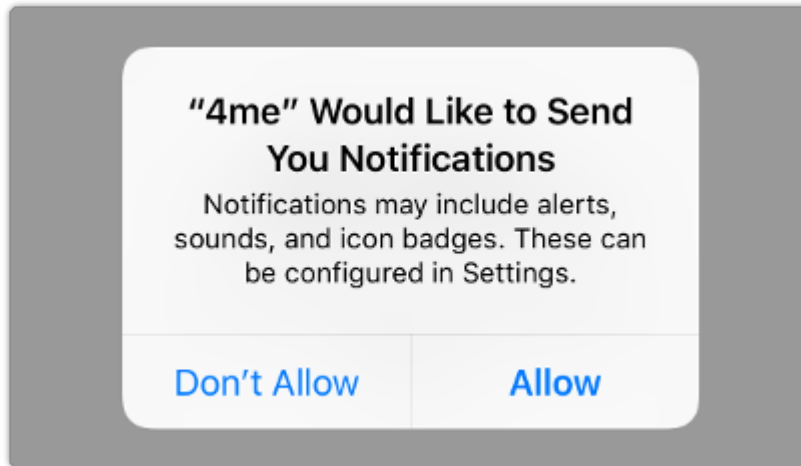 “4me” Would Like to Send
You Notifications
Notifications may include alerts,
sounds, and icon badges. These can
be configured in Settings.
Don’t Allow
Allow